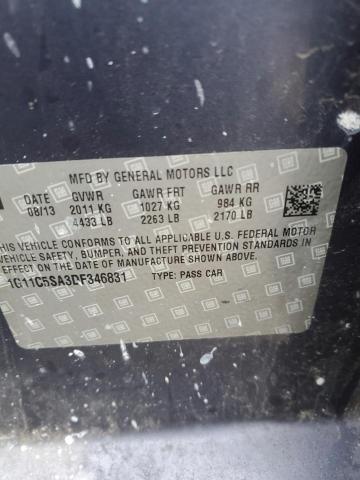 MFD BY GENERAL MOTORS LLC
DATE GVWR GAWR FRT GAWR RR
08/13 2011 KG 1027 KG 984 KG
4433 LB 2263 LB 2170 LB
THIS VEHICLE CONFORMS TO ALL APPLICABLE U.S. FEDERAL MOTOR
VEHICLE SAFETY, BUMPER, AND THEFT PREVENTION STANDARDS
IN EFFECT ON THE DATE OF MANUFACTURE SHOWN ABOVE.
1G11C5SA3DF346831 TYPE: PASS CAR
GM